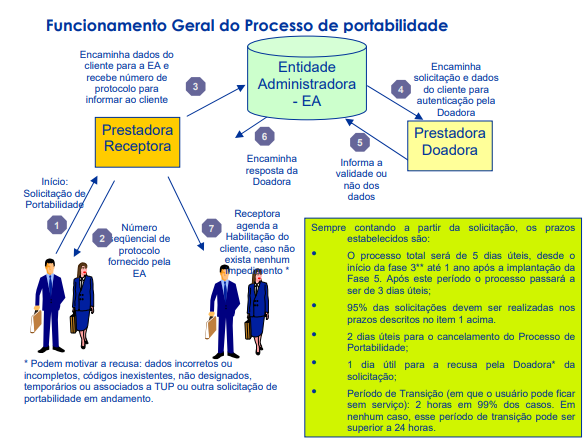 Funcionamento Geral do Processo de portabilidade
Encaminha dados do
cliente para a EA e
recebe número de
protocolo para
informar ao cliente
3
Entidade
Administradora
- EA
4
Encaminha
solicitação e dados
do cliente para
autenticação pela
Doadora
Prestadora
Receptora
6
Encaminha
resposta da
Doadora
5
Informa a
validade ou
não dos
dados
Prestadora
Doadora
Início:
Solicitação de
Portabilidade
1
2
Número
seqüencial de
protocolo
fornecido pela
EA
7
Receptora
agenda a
Habilitação do
cliente, caso não
exista nenhum
impedimento *
Sempre contando a partir da solicitação, os prazos
estabelecidos são:
• O processo total será de 5 dias úteis, desde o
início da fase 3** até 1 ano após a implantação da
Fase 5. Após este período o processo passará a
ser de 3 dias úteis;
• 95% das solicitações devem ser realizadas nos
prazos descritos no item 1 acima.
• 2 dias úteis para o cancelamento do Processo de
Portabilidade;
• 1 dia útil para a recusa pela Doadora* da
solicitação;
• Período de Transição (em que o usuário pode ficar
sem serviço): 2 horas em 99% dos casos. Em
nenhum caso, esse período de transição pode ser
superior a 24 horas.
* Podem motivar a recusa: dados incorretos ou
incompletos, códigos inexistentes, não designados,
temporários ou associados a TUP ou outra solicitação de
portabilidade em andamento.